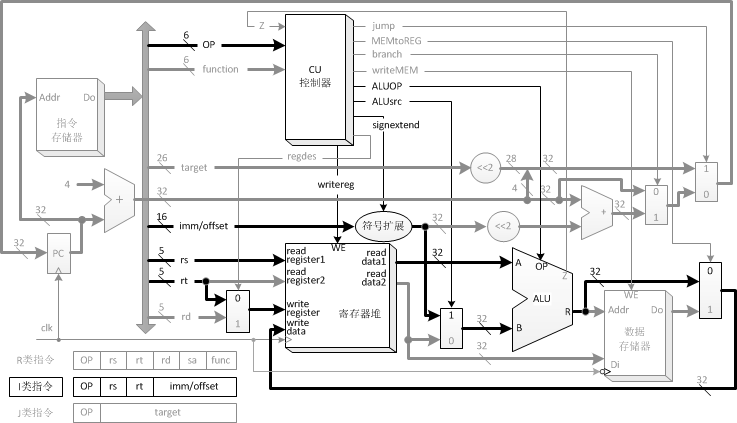 Z
jump
MEMtoREG
branch
writeMEM
6
OP
6
function
CU
控制器
ALUOP
ALUsrc
signextend
Addr
Do
指令
存储器
regdes
26
target
<<2
28
32
1
0
4
+
32
4
32
writereg
0
1
32
16
imm/offset
符号扩展
32
<<2
+
32
32
PC
5
rs
5
rt
5
rd
0
1
WE
read
register1
read
register2
write
register
write
data
read
data1
read
data2
寄存器堆
32
1
0
32
32
A
OP
B
ALU
Z
R
32
WE
Addr
Do
数据
存储器
Di
0
1
32
clk
R类指令
OP
rs
rt
rd
sa
func
I类指令
OP
rs
rt
imm/offset
J类指令
OP
target